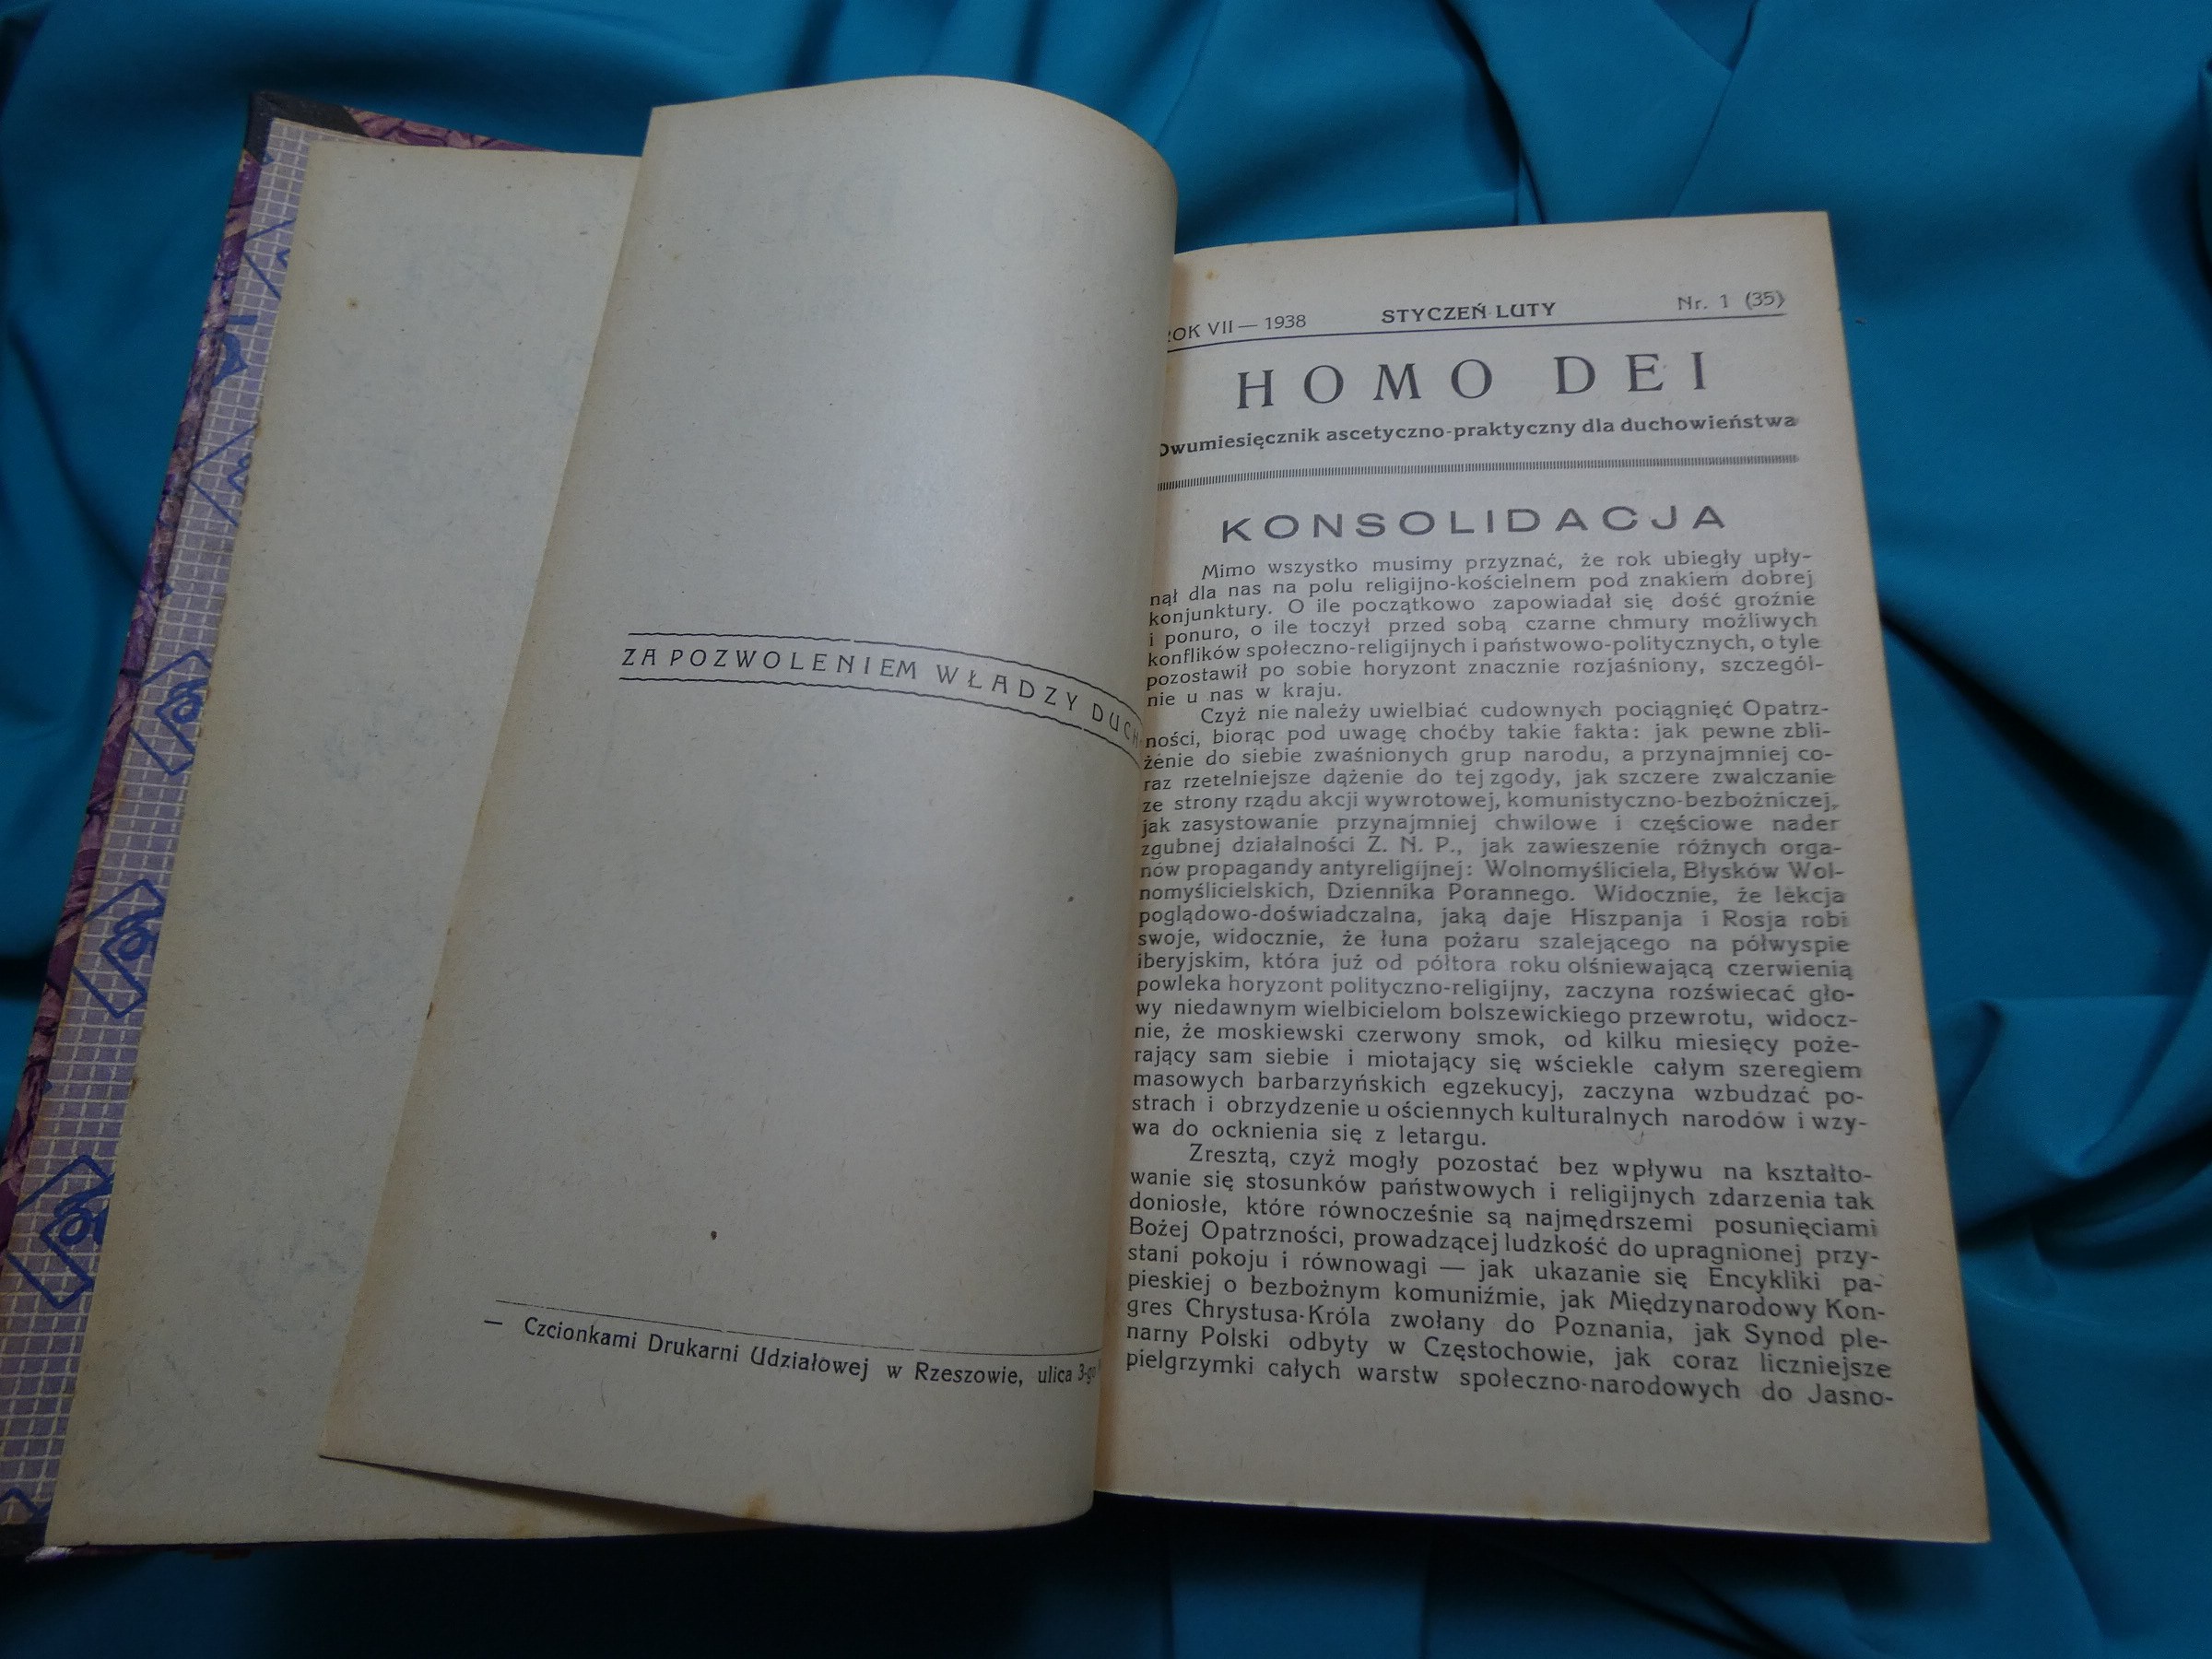 ZA POZWOLENIEM WŁADZY DUCH
— Czcionkami Drukarni Udziałowej w Rzeszowie, ulica 3-go
ROK VII — 1938 STYCZEŃ-LUTY Nr. 1 (35)
HOMO DEI
Dwumiesięcznik ascetyczno-praktyczny dla duchowieństwa
KONSOLIDACJA
Mimo wszystko musimy przyznać, że rok ubiegły upły-
nął dla nas na polu religijno-kościelnem pod znakiem dobrej
konjunktury. O ile początkowo zapowiadał się dość groźnie
i ponuro, o ile toczył przed sobą czarne chmury możliwych
konflików społeczno-religijnych i państwowo-politycznych, o tyle
pozostawił po sobie horyzont znacznie rozjaśniony, szczegól-
nie u nas w kraju.
Czyż nie należy uwielbiać cudownych pociągnięć Opatrz-
ności, biorąc pod uwagę choćby takie fakta: jak pewne zbli-
żenie do siebie zwaśnionych grup narodu, a przynajmniej co-
raz rzetelniejsze dążenie do tej zgody, jak szczere zwalczanie
ze strony rządu akcji wywrotowej, komunistyczno-bezbożniczej,
jak zasystowanie przynajmniej chwilowe i częściowe nader
zgubnej działalności Z. N. P., jak zawieszenie różnych orga-
nów propagandy antyreligijnej: Wolnomyśliciela, Błysków Wol-
nomyślicielskich, Dziennika Porannego. Widocznie, że lekcja
poglądowo-doświadczalna, jaką daje Hiszpanja i Rosja robi
swoje, widocznie, że łuna pożaru szalejącego na półwyspie
iberyjskim, która już od półtora roku olśniewającą czerwienią
powleka horyzont polityczno-religijny, zaczyna rozświecać gło-
wy niedawnym wielbicielom bolszewickiego przewrotu, widocz-
nie, że moskiewski czerwony smok, od kilku miesięcy poże-
rający sam siebie i miotający się wściekle całym szeregiem
masowych barbarzyńskich egzekucyj, zaczyna wzbudzać po-
strach i obrzydzenie u ościennych kulturalnych narodów i wzy-
wa do ocknienia się z letargu.
Zresztą, czyż mogły pozostać bez wpływu na kształto-
wanie się stosunków państwowych i religijnych zdarzenia tak
doniosłe, które równocześnie są najmędrszemi posunięciami
Bożej Opatrzności, prowadzącej ludzkość do upragnionej przy-
stani pokoju i równowagi — jak ukazanie się Encykliki pa-
pieskiej o bezbożnym komuniźmie, jak Międzynarodowy Kon-
gres Chrystusa-Króla zwołany do Poznania, jak Synod ple-
narny Polski odbyty w Częstochowie, jak coraz liczniejsze
pielgrzymki całych warstw społeczno-narodowych do Jasno-